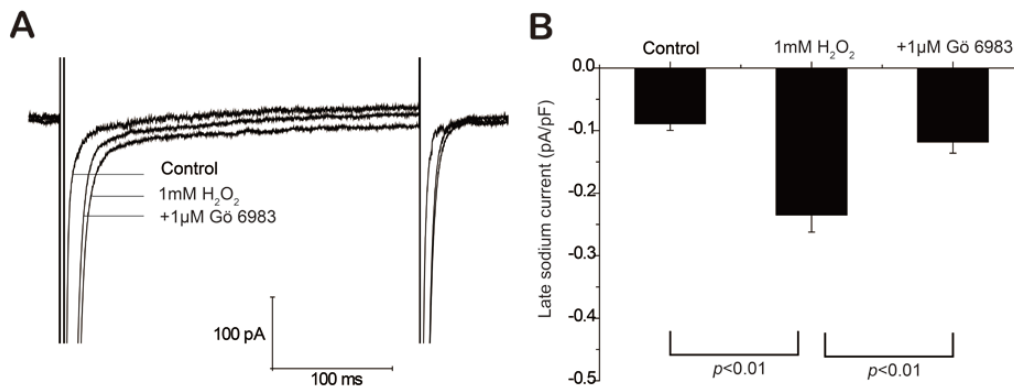 A
Control
1mM H₂O₂
+1µM Gö 6983
100 pA
100 ms
B
Control
1mM H₂O₂
+1µM Gö 6983
Late sodium current (pA/pF)
0.0
-0.1
-0.2
-0.3
-0.4
-0.5
p<0.01
p<0.01